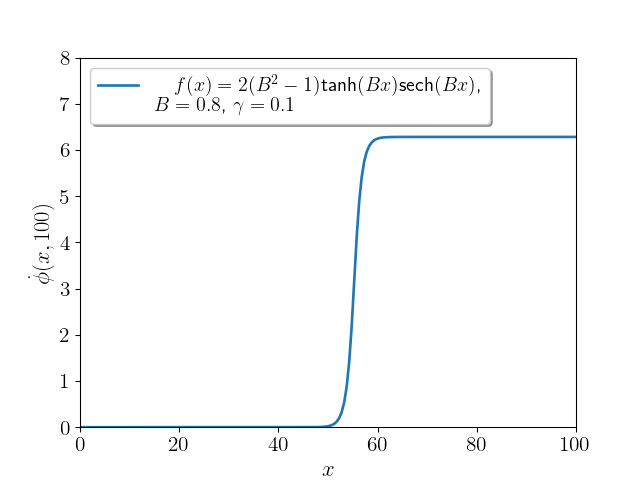 f(x) = 2(B² − 1)tanh(Bx)sech(Bx),
B = 0.8, γ = 0.1
8
7
6
5
4
3
2
1
0
ϕ̇(x, 100)
0 20 40 60 80 100
x